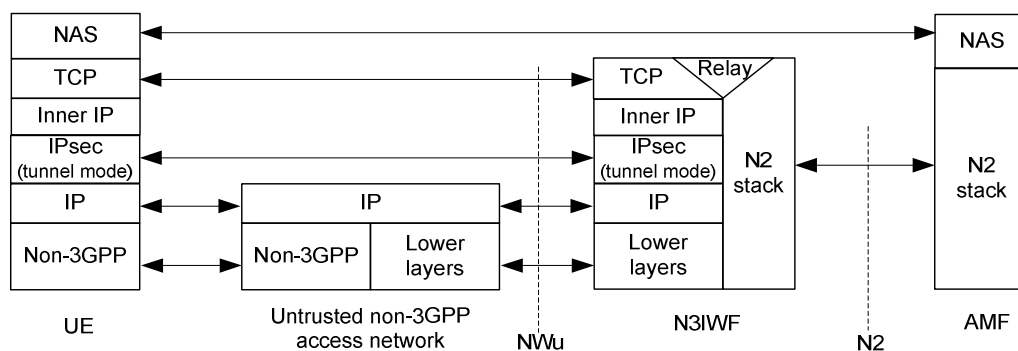 NAS
TCP
Inner IP
IPsec
(tunnel mode)
IP
Non-3GPP
UE
IP
Non-3GPP
Lower
layers
Untrusted non-3GPP
access network
NWu
TCP
Relay
Inner IP
IPsec
(tunnel mode)
IP
Lower
layers
N2
stack
N3IWF
N2
NAS
N2
stack
AMF